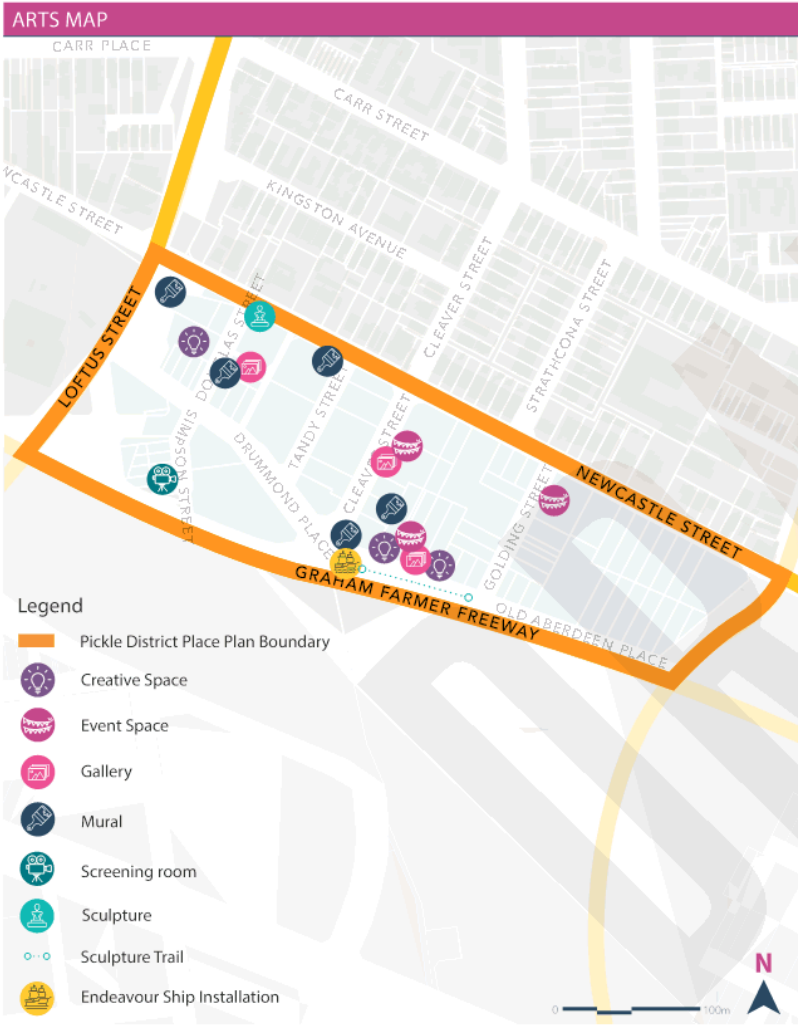 ARTS MAP
CARR PLACE
CARR STREET
NCASTLE STREET
KINGSTON AVENUE
CLEAVER STREET
STRATHCONA STREET
LOFTUS STREET
DOUGLAS STREET
SIMPSON STREET
TANDY STREET
DRUMMOND PLACE
CLEAVER STREET
GOLDING STREET
NEWCASTLE STREET
GRAHAM FARMER FREEWAY
OLD ABERDEEN PLACE
Legend
Pickle District Place Plan Boundary
Creative Space
Event Space
Gallery
Mural
Screening room
Sculpture
Sculpture Trail
Endeavour Ship Installation
N
0 100m